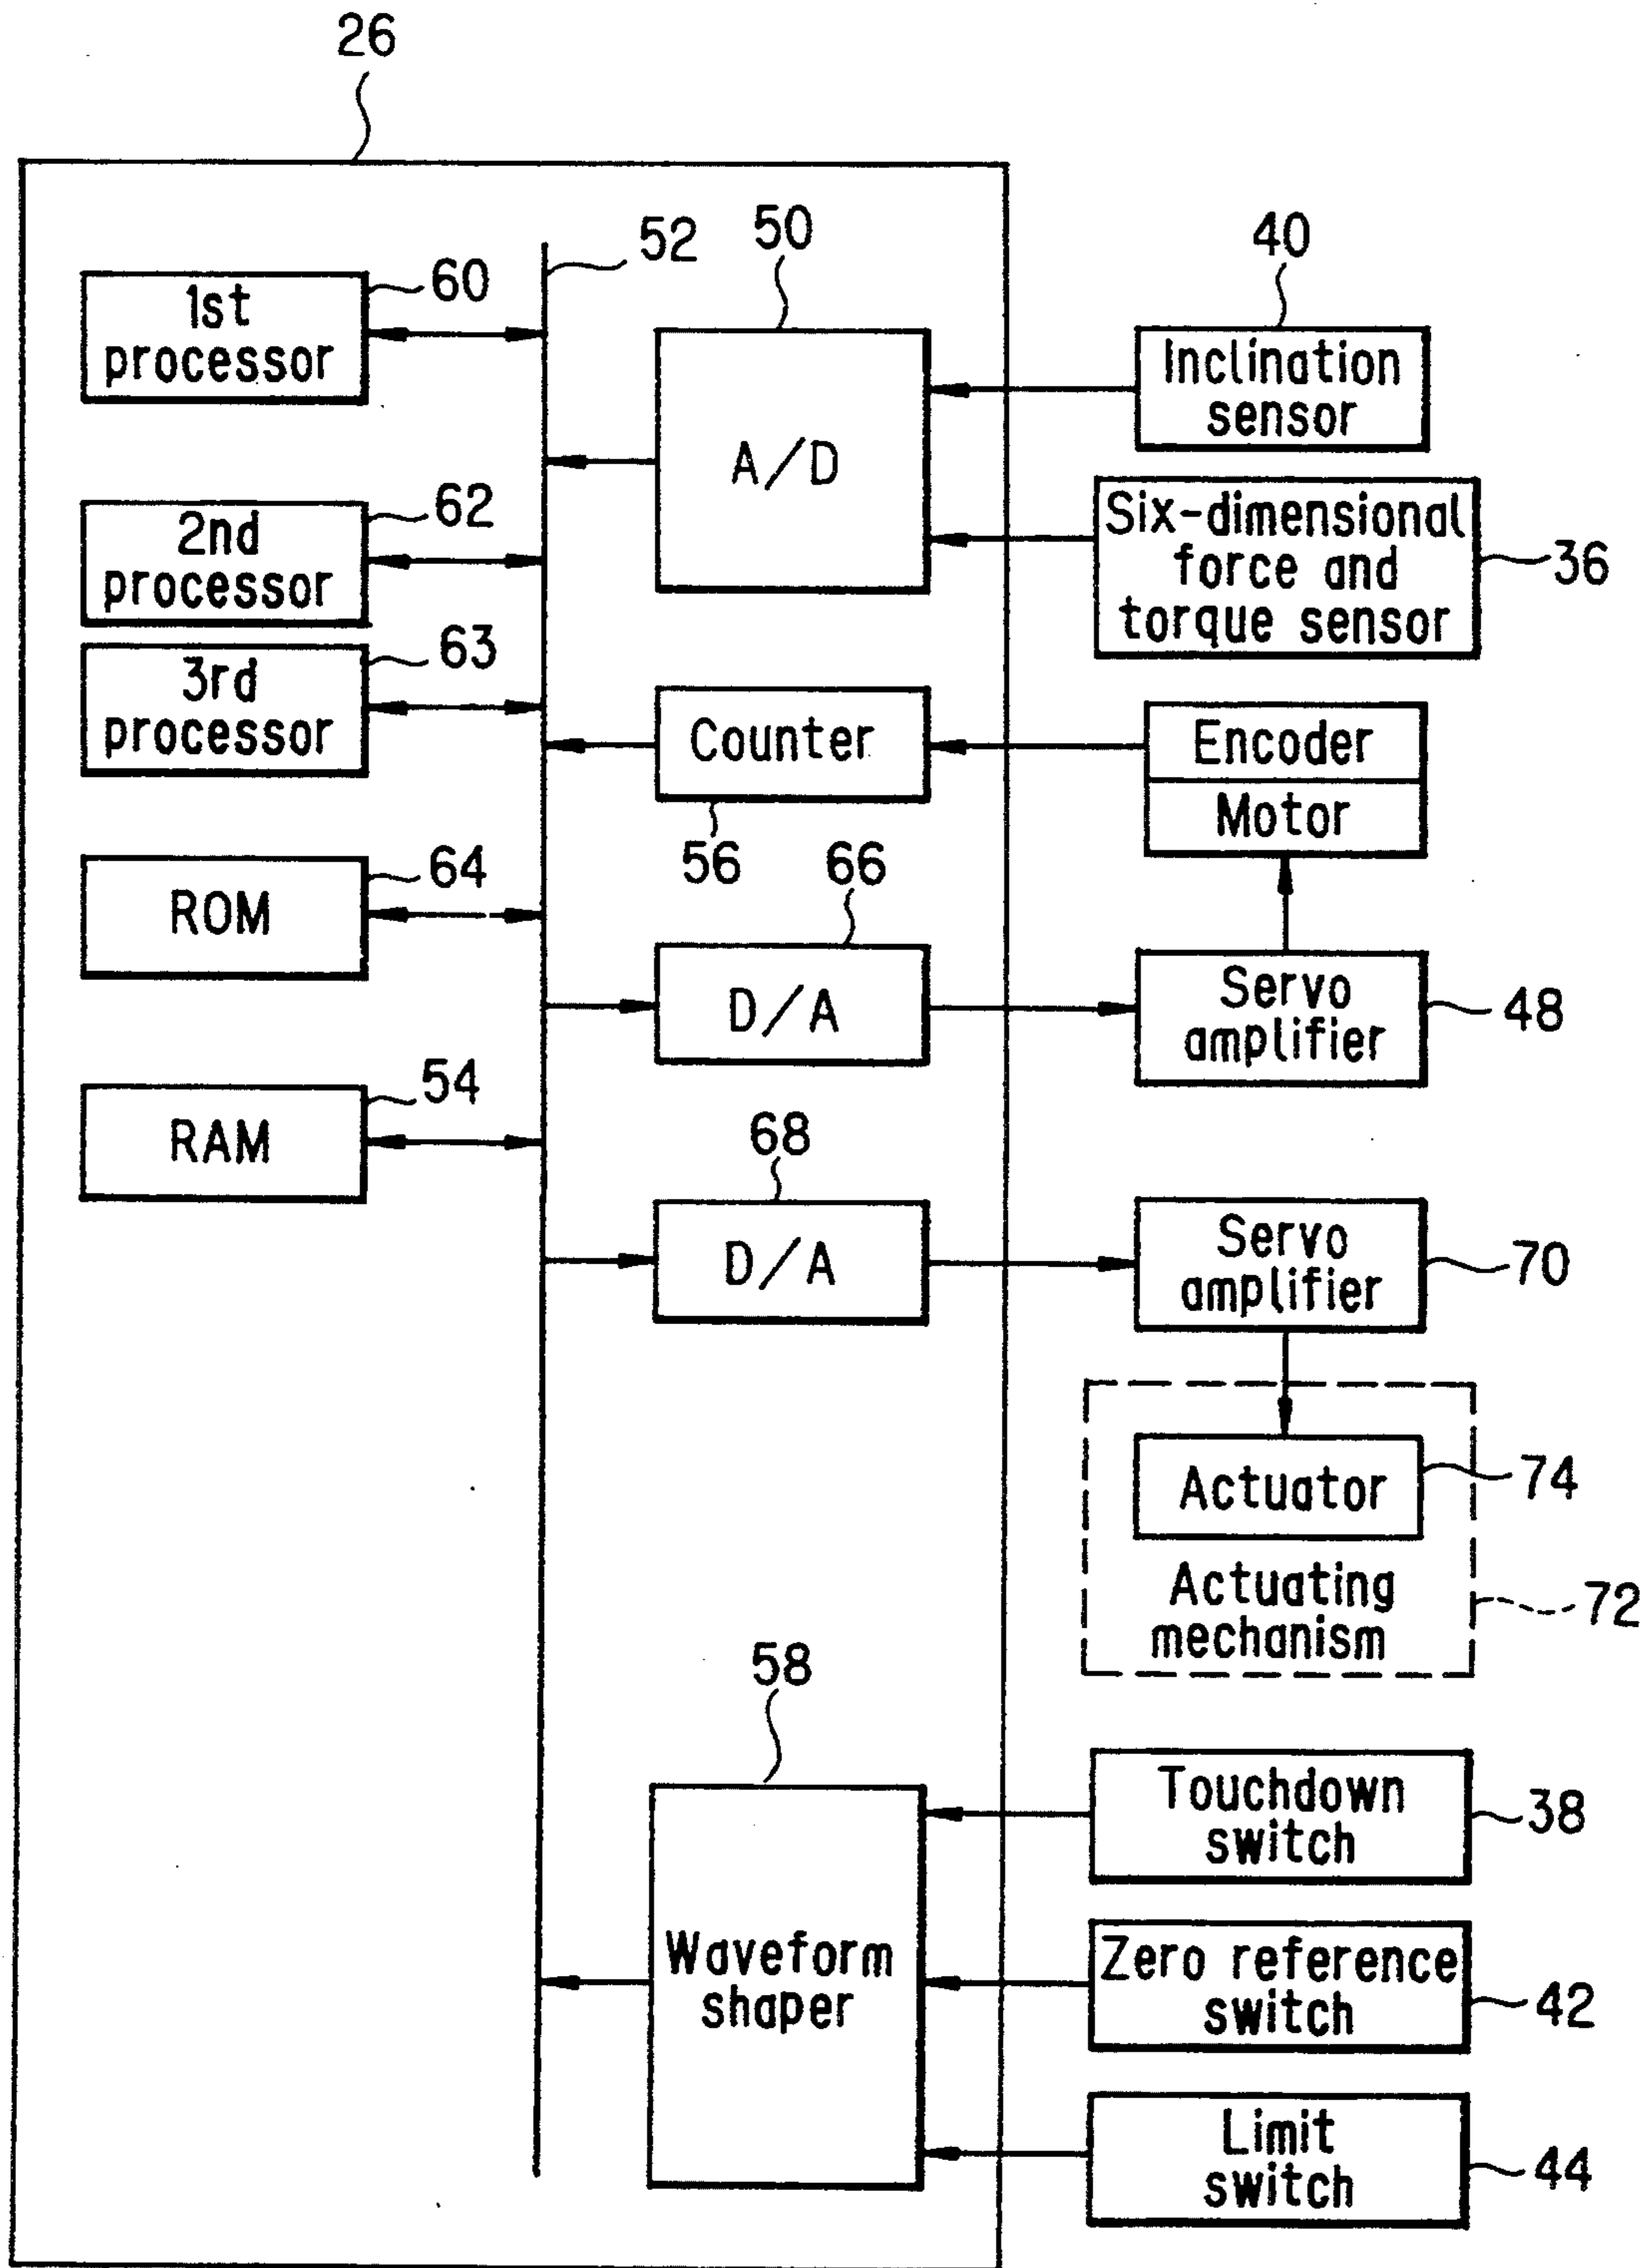 26
52
50
40
60
1st
processor
A/D
Inclination
sensor
62
2nd
processor
Six-dimensional
force and
torque sensor
36
63
3rd
processor
Counter
56
Encoder
Motor
64
ROM
66
D/A
Servo
amplifier
48
54
RAM
68
D/A
Servo
amplifier
70
Actuator
74
Actuating
mechanism
72
58
Waveform
shaper
Touchdown
switch
38
Zero reference
switch
42
Limit
switch
44